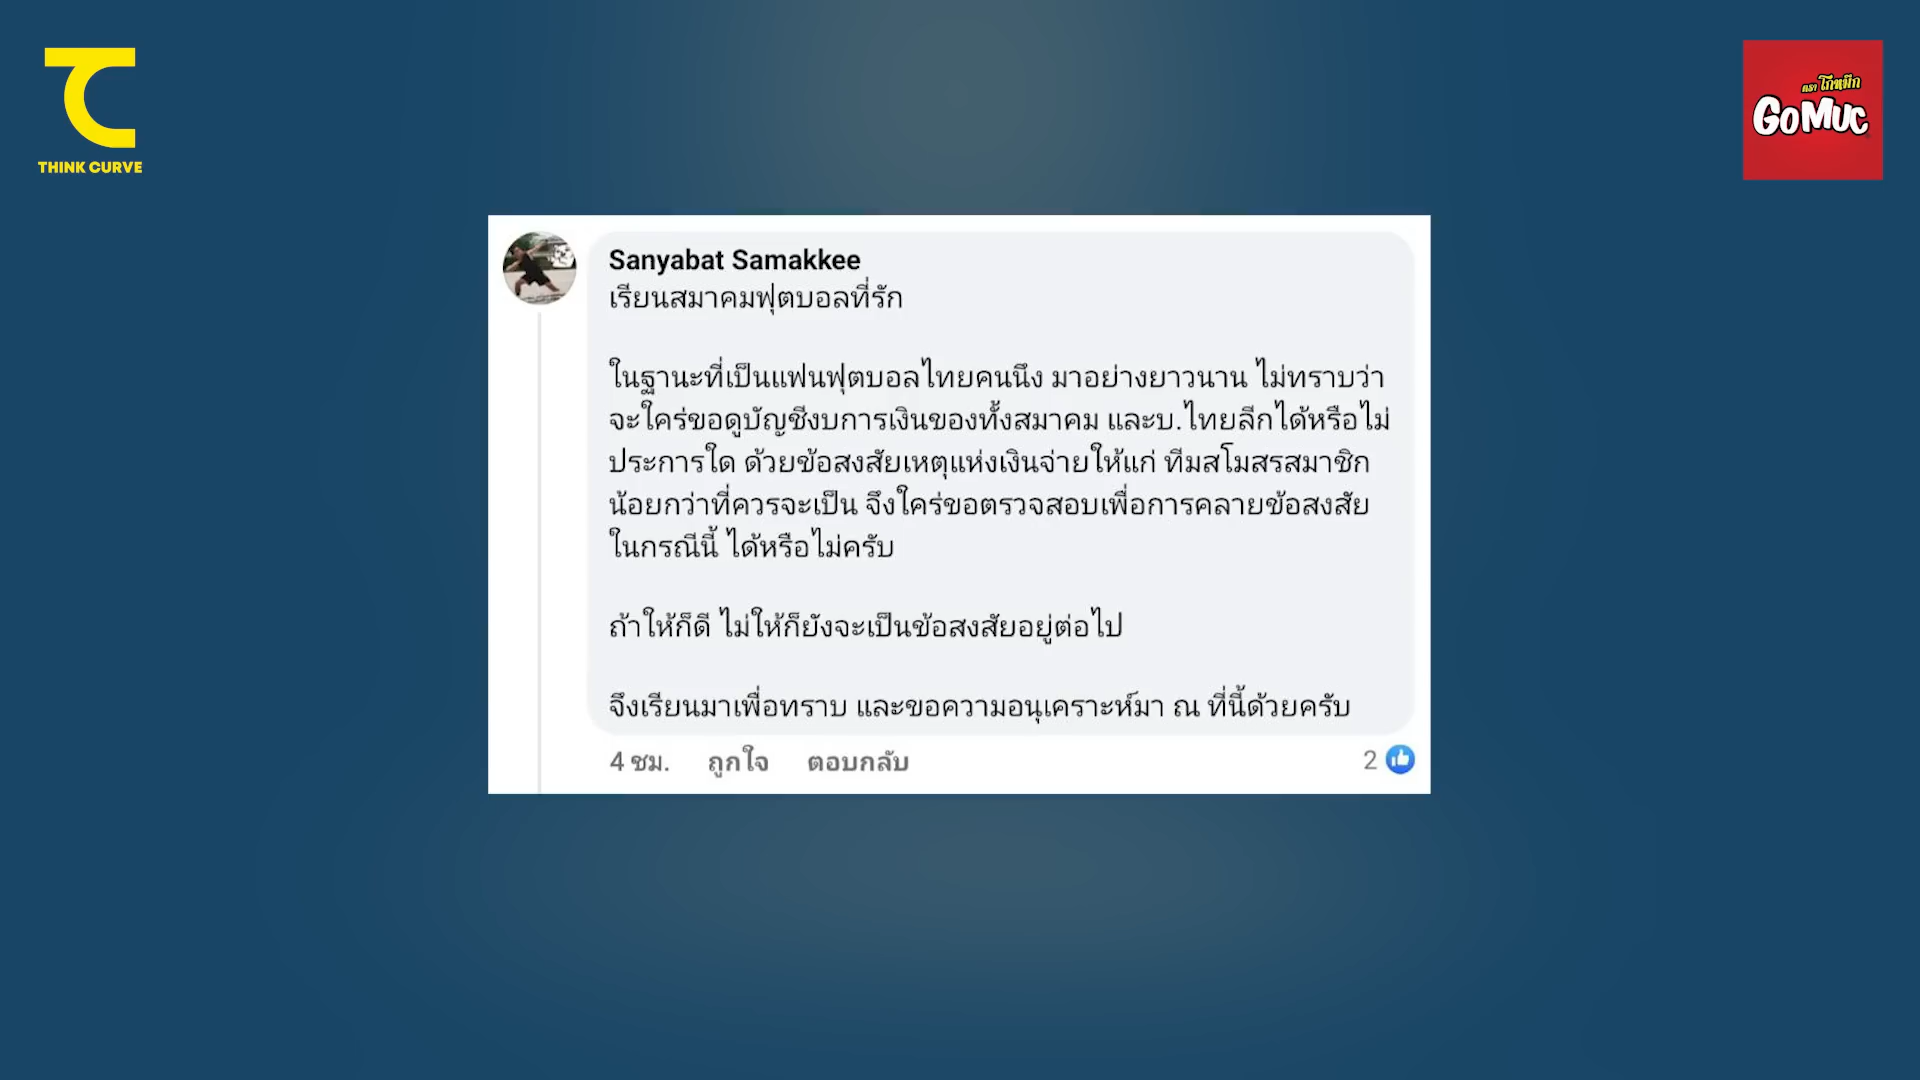 THINK CURVE
ตรา โก๋หมึก
GOMUC
Sanyabat Samakkee
เรียนสมาคมฟุตบอลที่รัก
ในฐานะที่เป็นแฟนฟุตบอลไทยคนนึง มาอย่างยาวนาน ไม่ทราบว่า
จะใคร่ขอดูบัญชีงบการเงินของทั้งสมาคม และบ.ไทยลีกได้หรือไม่
ประการใด ด้วยข้อสงสัยเหตุแห่งเงินจ่ายให้แก่ ทีมสโมสรสมาชิก
น้อยกว่าที่ควรจะเป็น จึงใคร่ขอตรวจสอบเพื่อการคลายข้อสงสัย
ในกรณีนี้ ได้หรือไม่ครับ
ถ้าให้ก็ดี ไม่ให้ก็ยังจะเป็นข้อสงสัยอยู่ต่อไป
จึงเรียนมาเพื่อทราบ และขอความอนุเคราะห์มา ณ ที่นี้ด้วยครับ
4 ชม. ถูกใจ ตอบกลับ 2